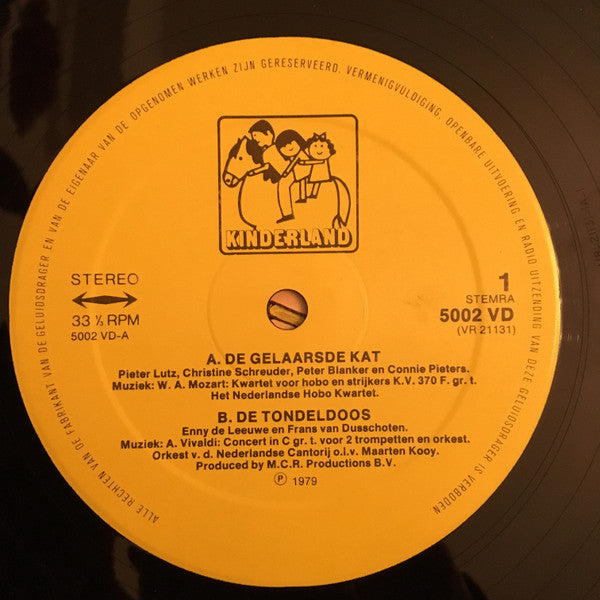 ALLE RECHTEN VAN DE FABRIKANT VAN DE GELUIDSDRAGER EN VAN DE EIGENAAR VAN DE OPGENOMEN WERKEN ZIJN GERESERVEERD. VERMENIGVULDIGING, OPENBARE UITVOERING EN RADIO UITZENDING VAN DEZE GELUIDSDRAGER IS VERBODEN
KINDERLAND
STEREO
33 ⅓ RPM
5002 VD-A
1
STEMRA
5002 VD
(VR 21131)
A. DE GELAARSDE KAT
Pieter Lutz, Christine Schreuder, Peter Blanker en Connie Pieters.
Muziek: W. A. Mozart: Kwartet voor hobo en strijkers K.V. 370 F. gr. t.
Het Nederlandse Hobo Kwartet.
B. DE TONDELDOOS
Enny de Leeuwe en Frans van Dusschoten.
Muziek: A. Vivaldi: Concert in C gr. t. voor 2 trompetten en orkest.
Orkest v. d. Nederlandse Cantorij o.l.v. Maarten Kooy.
Produced by M.C.R. Productions B.V.
℗ 1979